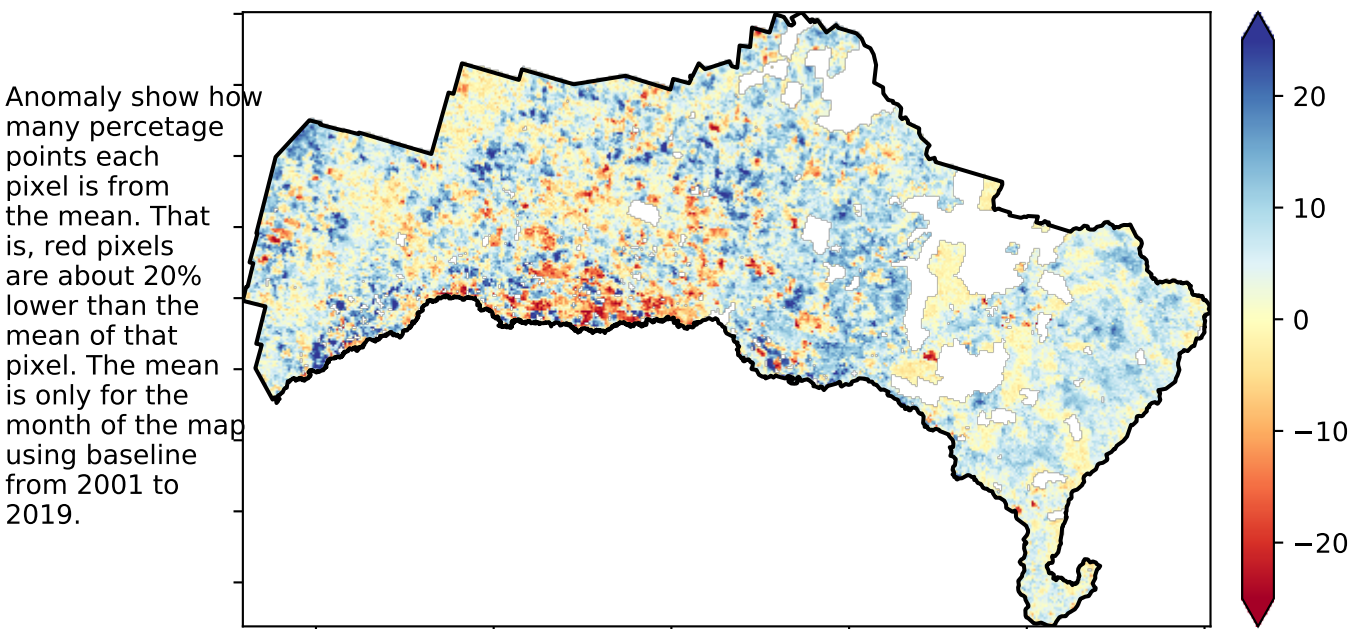 Anomaly show how
many percetage
points each
pixel is from
the mean. That
is, red pixels
are about 20%
lower than the
mean of that
pixel. The mean
is only for the
month of the map
using baseline
from 2001 to
2019.
20
10
0
−10
−20